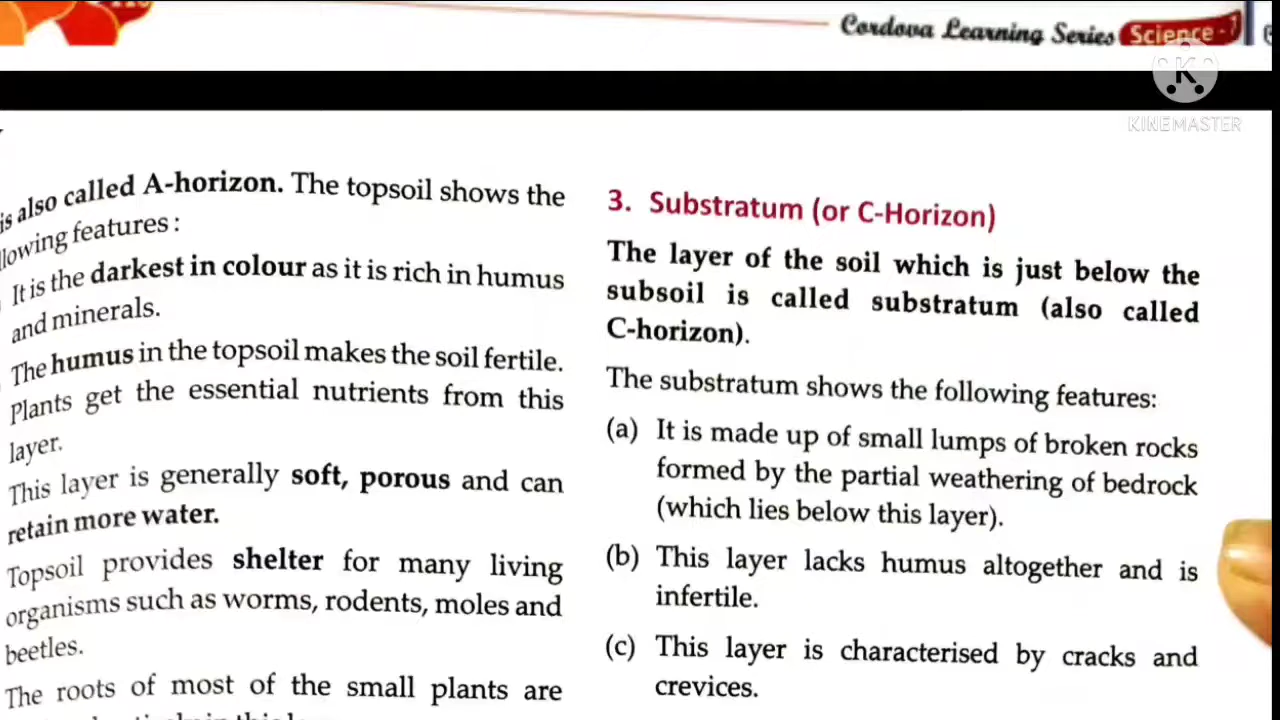 Cordova Learning Series Science - 7
KINEMASTER
is also called A-horizon. The topsoil shows the
lowing features :
It is the darkest in colour as it is rich in humus
and minerals.
The humus in the topsoil makes the soil fertile.
Plants get the essential nutrients from this
layer.
This layer is generally soft, porous and can
retain more water.
Topsoil provides shelter for many living
organisms such as worms, rodents, moles and
beetles.
The roots of most of the small plants are
3. Substratum (or C-Horizon)
The layer of the soil which is just below the
subsoil is called substratum (also called
C-horizon).
The substratum shows the following features:
(a) It is made up of small lumps of broken rocks
formed by the partial weathering of bedrock
(which lies below this layer).
(b) This layer lacks humus altogether and is
infertile.
(c) This layer is characterised by cracks and
crevices.